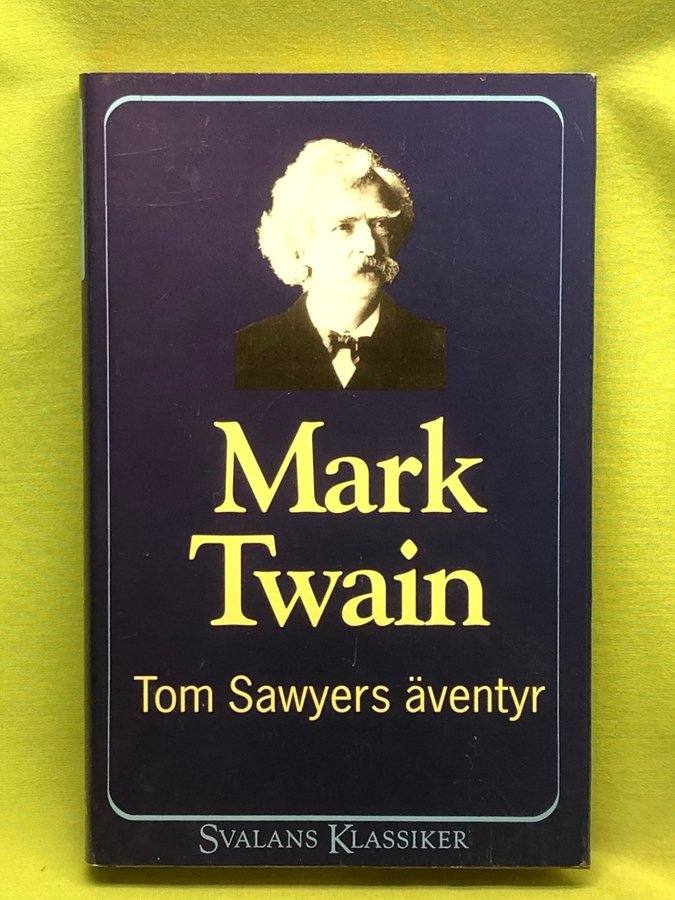 Mark
Twain
Tom Sawyers äventyr
SVALANS KLASSIKER